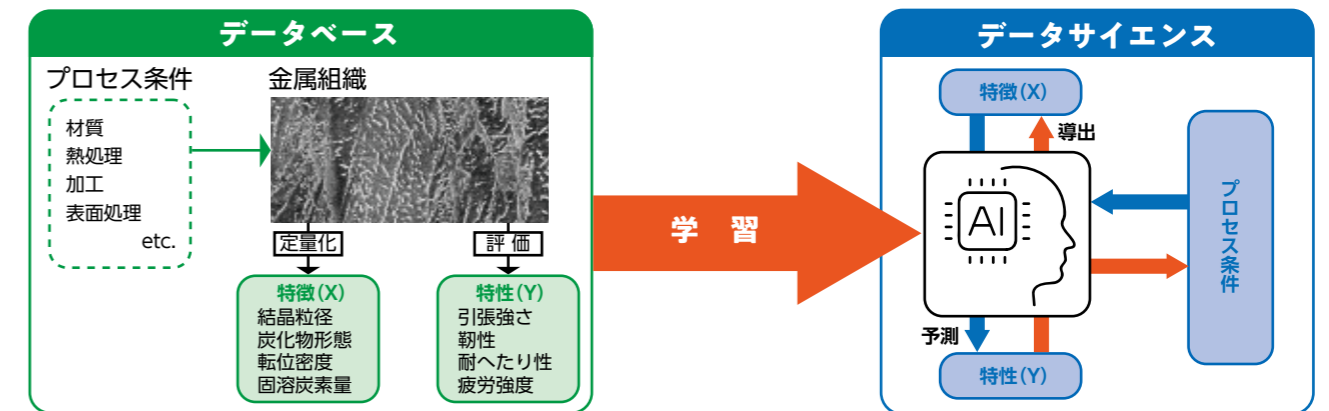 データベース
プロセス条件
材質
熱処理
加工
表面処理
etc.
金属組織
定量化
評価
特徴(X)
結晶粒径
炭化物形態
転位密度
固溶炭素量
特性(Y)
引張強さ
靭性
耐へたり性
疲労強度
学習
データサイエンス
特徴(X)
導出
AI
プロセス条件
予測
特性(Y)